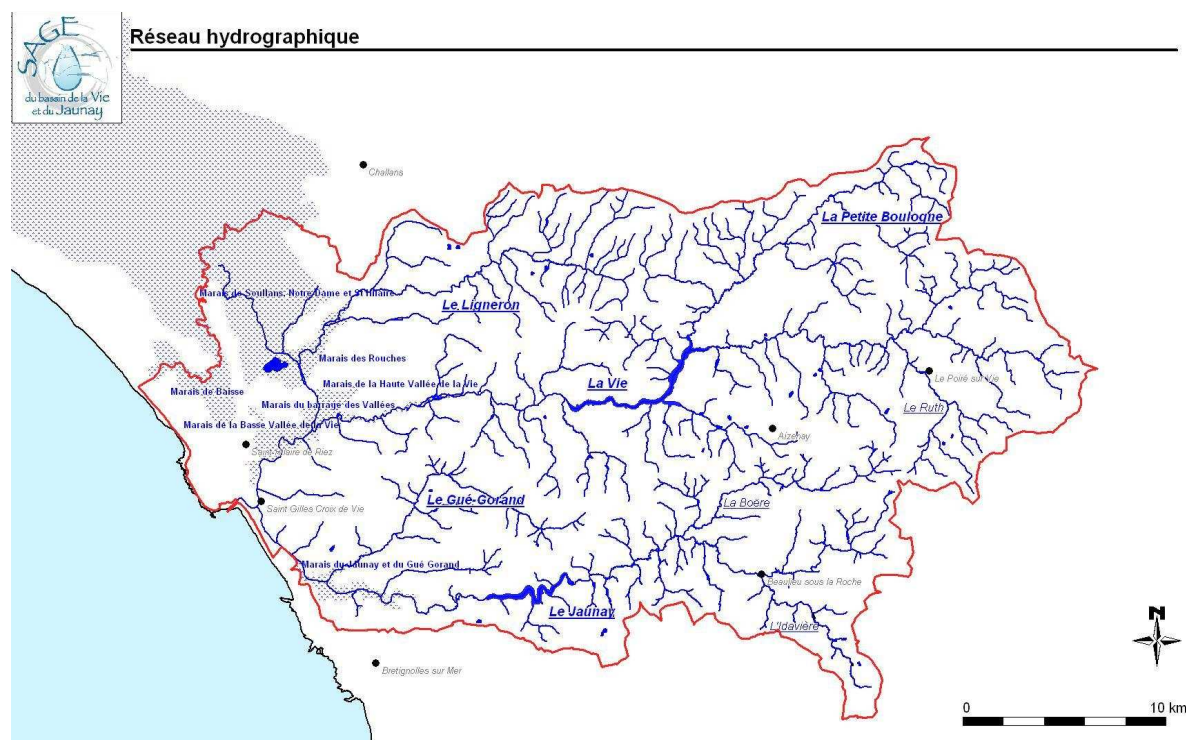 SAGE
du bassin de la Vie
et du Jaunay
Réseau hydrographique
Challans
La Petite Boulogne
Marais de Soullans, Notre Dame et St Hilaire
Le Ligneron
Marais des Rouches
Marais de la Haute Vallée de la Vie
La Vie
Le Poiré sur Vie
Marais de Baisse
Marais du barrage des Vallées
Le Ruth
Marais de la Basse Vallée de la Vie
Aizenay
Saint Hilaire de Riez
Le Gué-Gorand
La Boëre
Saint Gilles Croix de Vie
Marais du Jaunay et du Gué Gorand
Beaulieu sous la Roche
Le Jaunay
L'Idavière
N
Bretignolles sur Mer
0 10 km